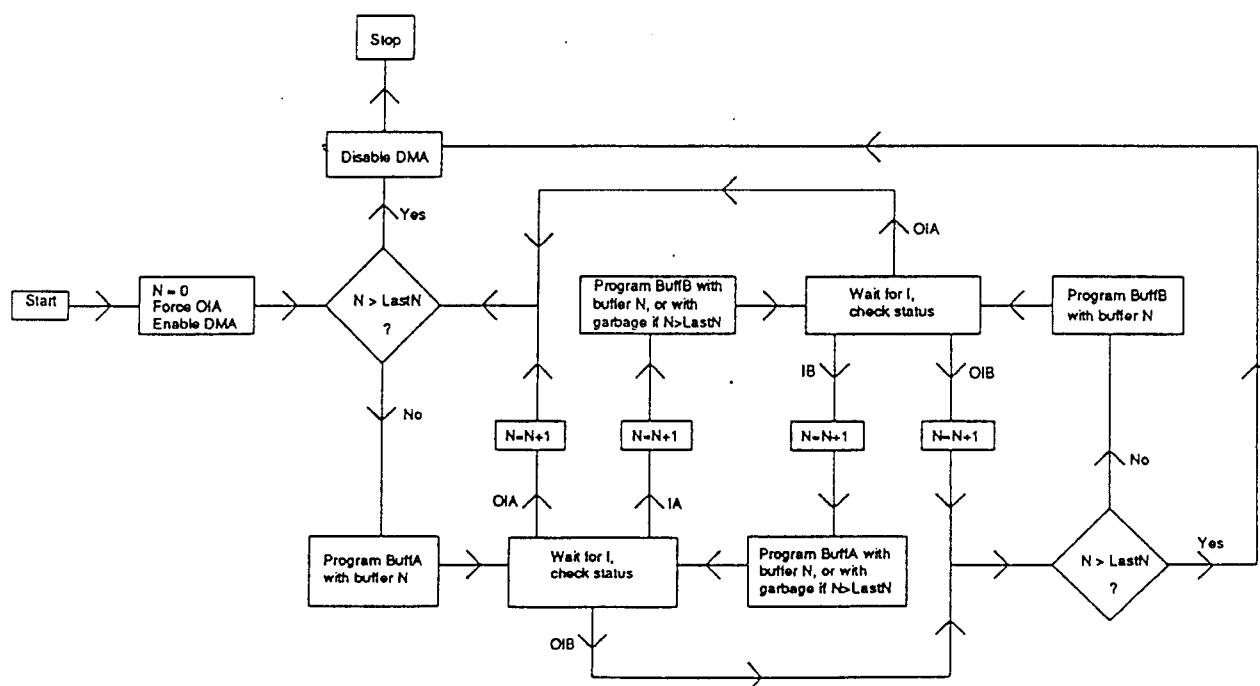 Stop
Disable DMA
Yes
OIA
Start
N = 0
Force OIA
Enable DMA
N > LastN
?
Program BuffB with
buffer N, or with
garbage if N>LastN
Wait for I,
check status
Program BuffB
with buffer N
IB
OIB
No
N=N+1
N=N+1
N=N+1
N=N+1
No
OIA
IA
Program BuffA
with buffer N
Wait for I,
check status
Program BuffA with
buffer N, or with
garbage if N>LastN
N > LastN
?
Yes
OIB